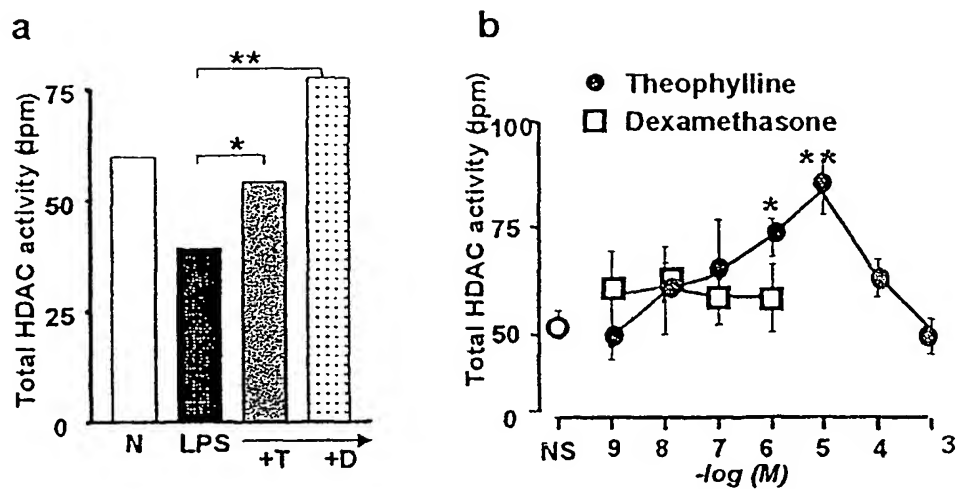 a
Total HDAC activity (dpm)
75
50
25
0
**
*
N LPS +T +D
b
Total HDAC activity (dpm)
100
75
50
0
Theophylline
Dexamethasone
*
**
NS 9 8 7 6 5 4 3
-log (M)